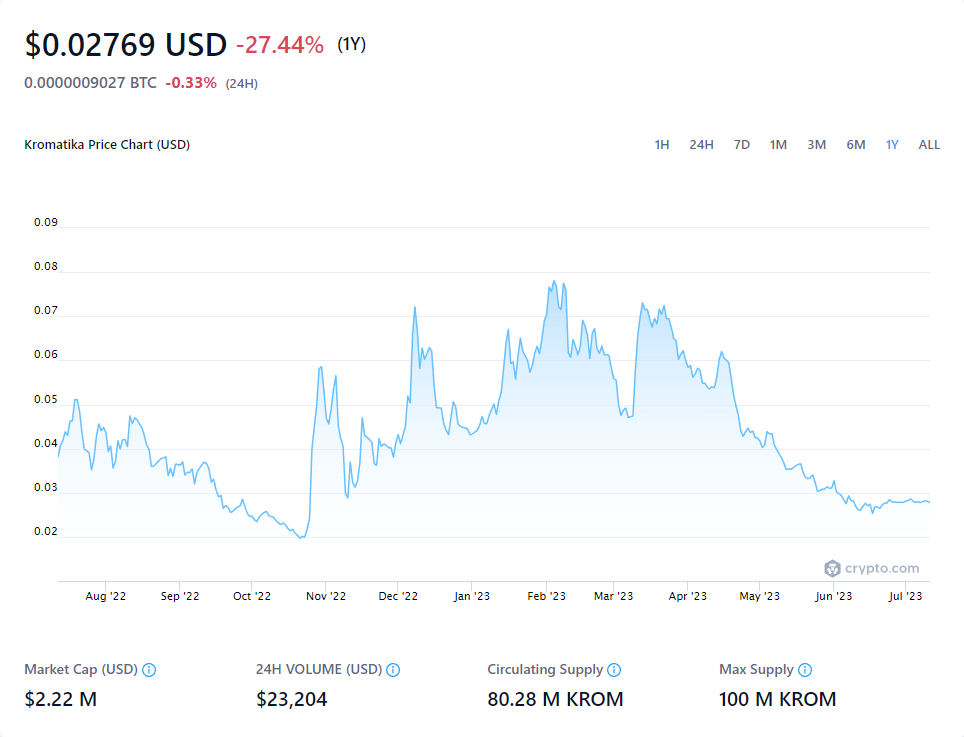 $0.02769 USD -27.44% (1Y)
0.0000009027 BTC -0.33% (24H)
Kromatika Price Chart (USD) 1H 24H 7D 1M 3M 6M 1Y ALL
0.09
0.08
0.07
0.06
0.05
0.04
0.03
0.02
crypto.com
Aug '22 Sep '22 Oct '22 Nov '22 Dec '22 Jan '23 Feb '23 Mar '23 Apr '23 May '23 Jun '23 Jul '23
Market Cap (USD) 24H VOLUME (USD) Circulating Supply Max Supply
$2.22 M $23,204 80.28 M KROM 100 M KROM